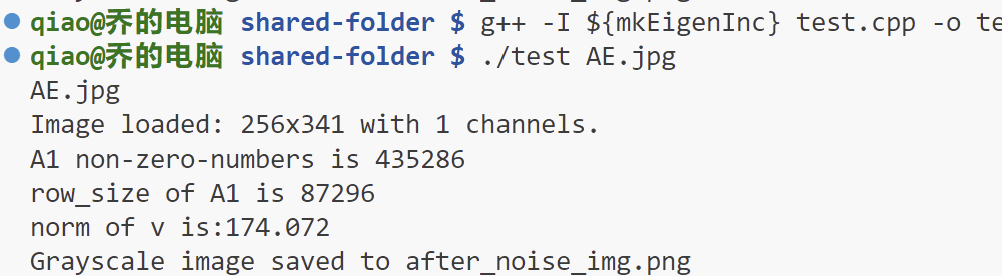 qiao@乔的电脑 shared-folder $ g++ -I ${mkEigenInc} test.cpp -o te
qiao@乔的电脑 shared-folder $ ./test AE.jpg
AE.jpg
Image loaded: 256x341 with 1 channels.
A1 non-zero-numbers is 435286
row_size of A1 is 87296
norm of v is:174.072
Grayscale image saved to after_noise_img.png